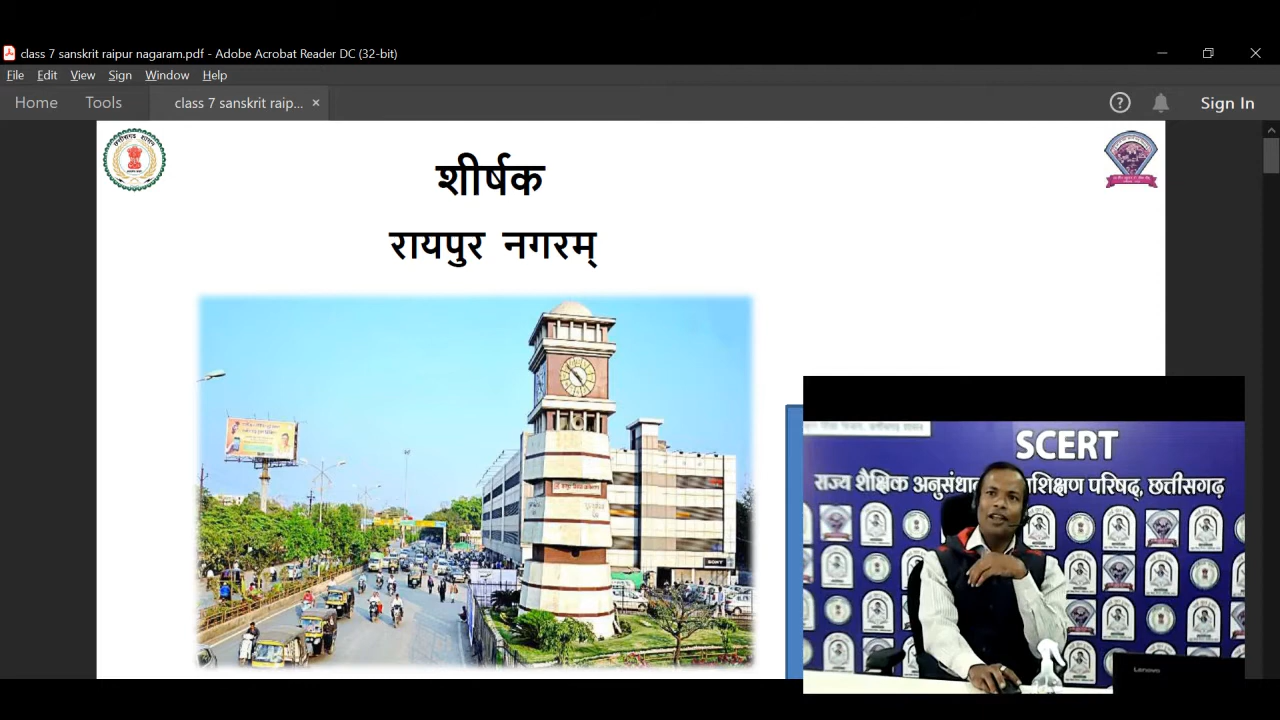 class 7 sanskrit raipur nagaram.pdf - Adobe Acrobat Reader DC (32-bit)
File Edit View Sign Window Help
Home Tools class 7 sanskrit raip... × Sign In
शीर्षक
रायपुर नगरम्
SONY
SCERT
राज्य शैक्षिक अनुसंधान शिक्षण परिषद्, छत्तीसगढ़
Lenovo